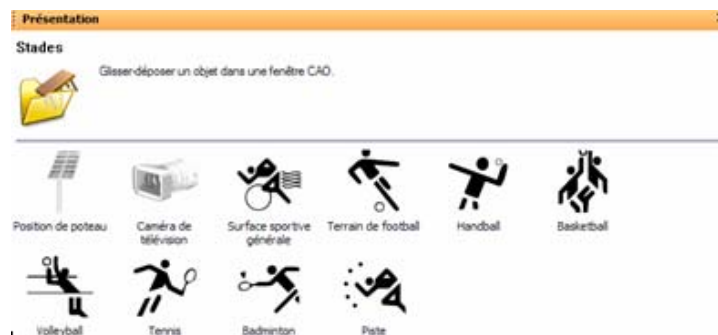 Présentation
Stades
Glisser-déposer un objet dans une fenêtre CAO.
Position de poteau
Caméra de
télévision
Surface sportive
générale
Terrain de football
Handball
Basketball
Volleyball
Tennis
Badminton
Piste